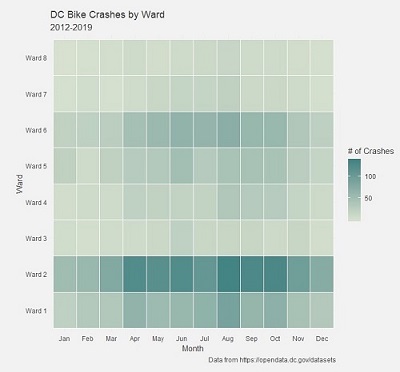 DC Bike Crashes by Ward
2012-2019
Ward 8
Ward 7
Ward 6
Ward 5
Ward 4
Ward 3
Ward 2
Ward 1
Ward
Jan Feb Mar Apr May Jun Jul Aug Sep Oct Nov Dec
Month
# of Crashes
100
50
Data from https://opendata.dc.gov/datasets